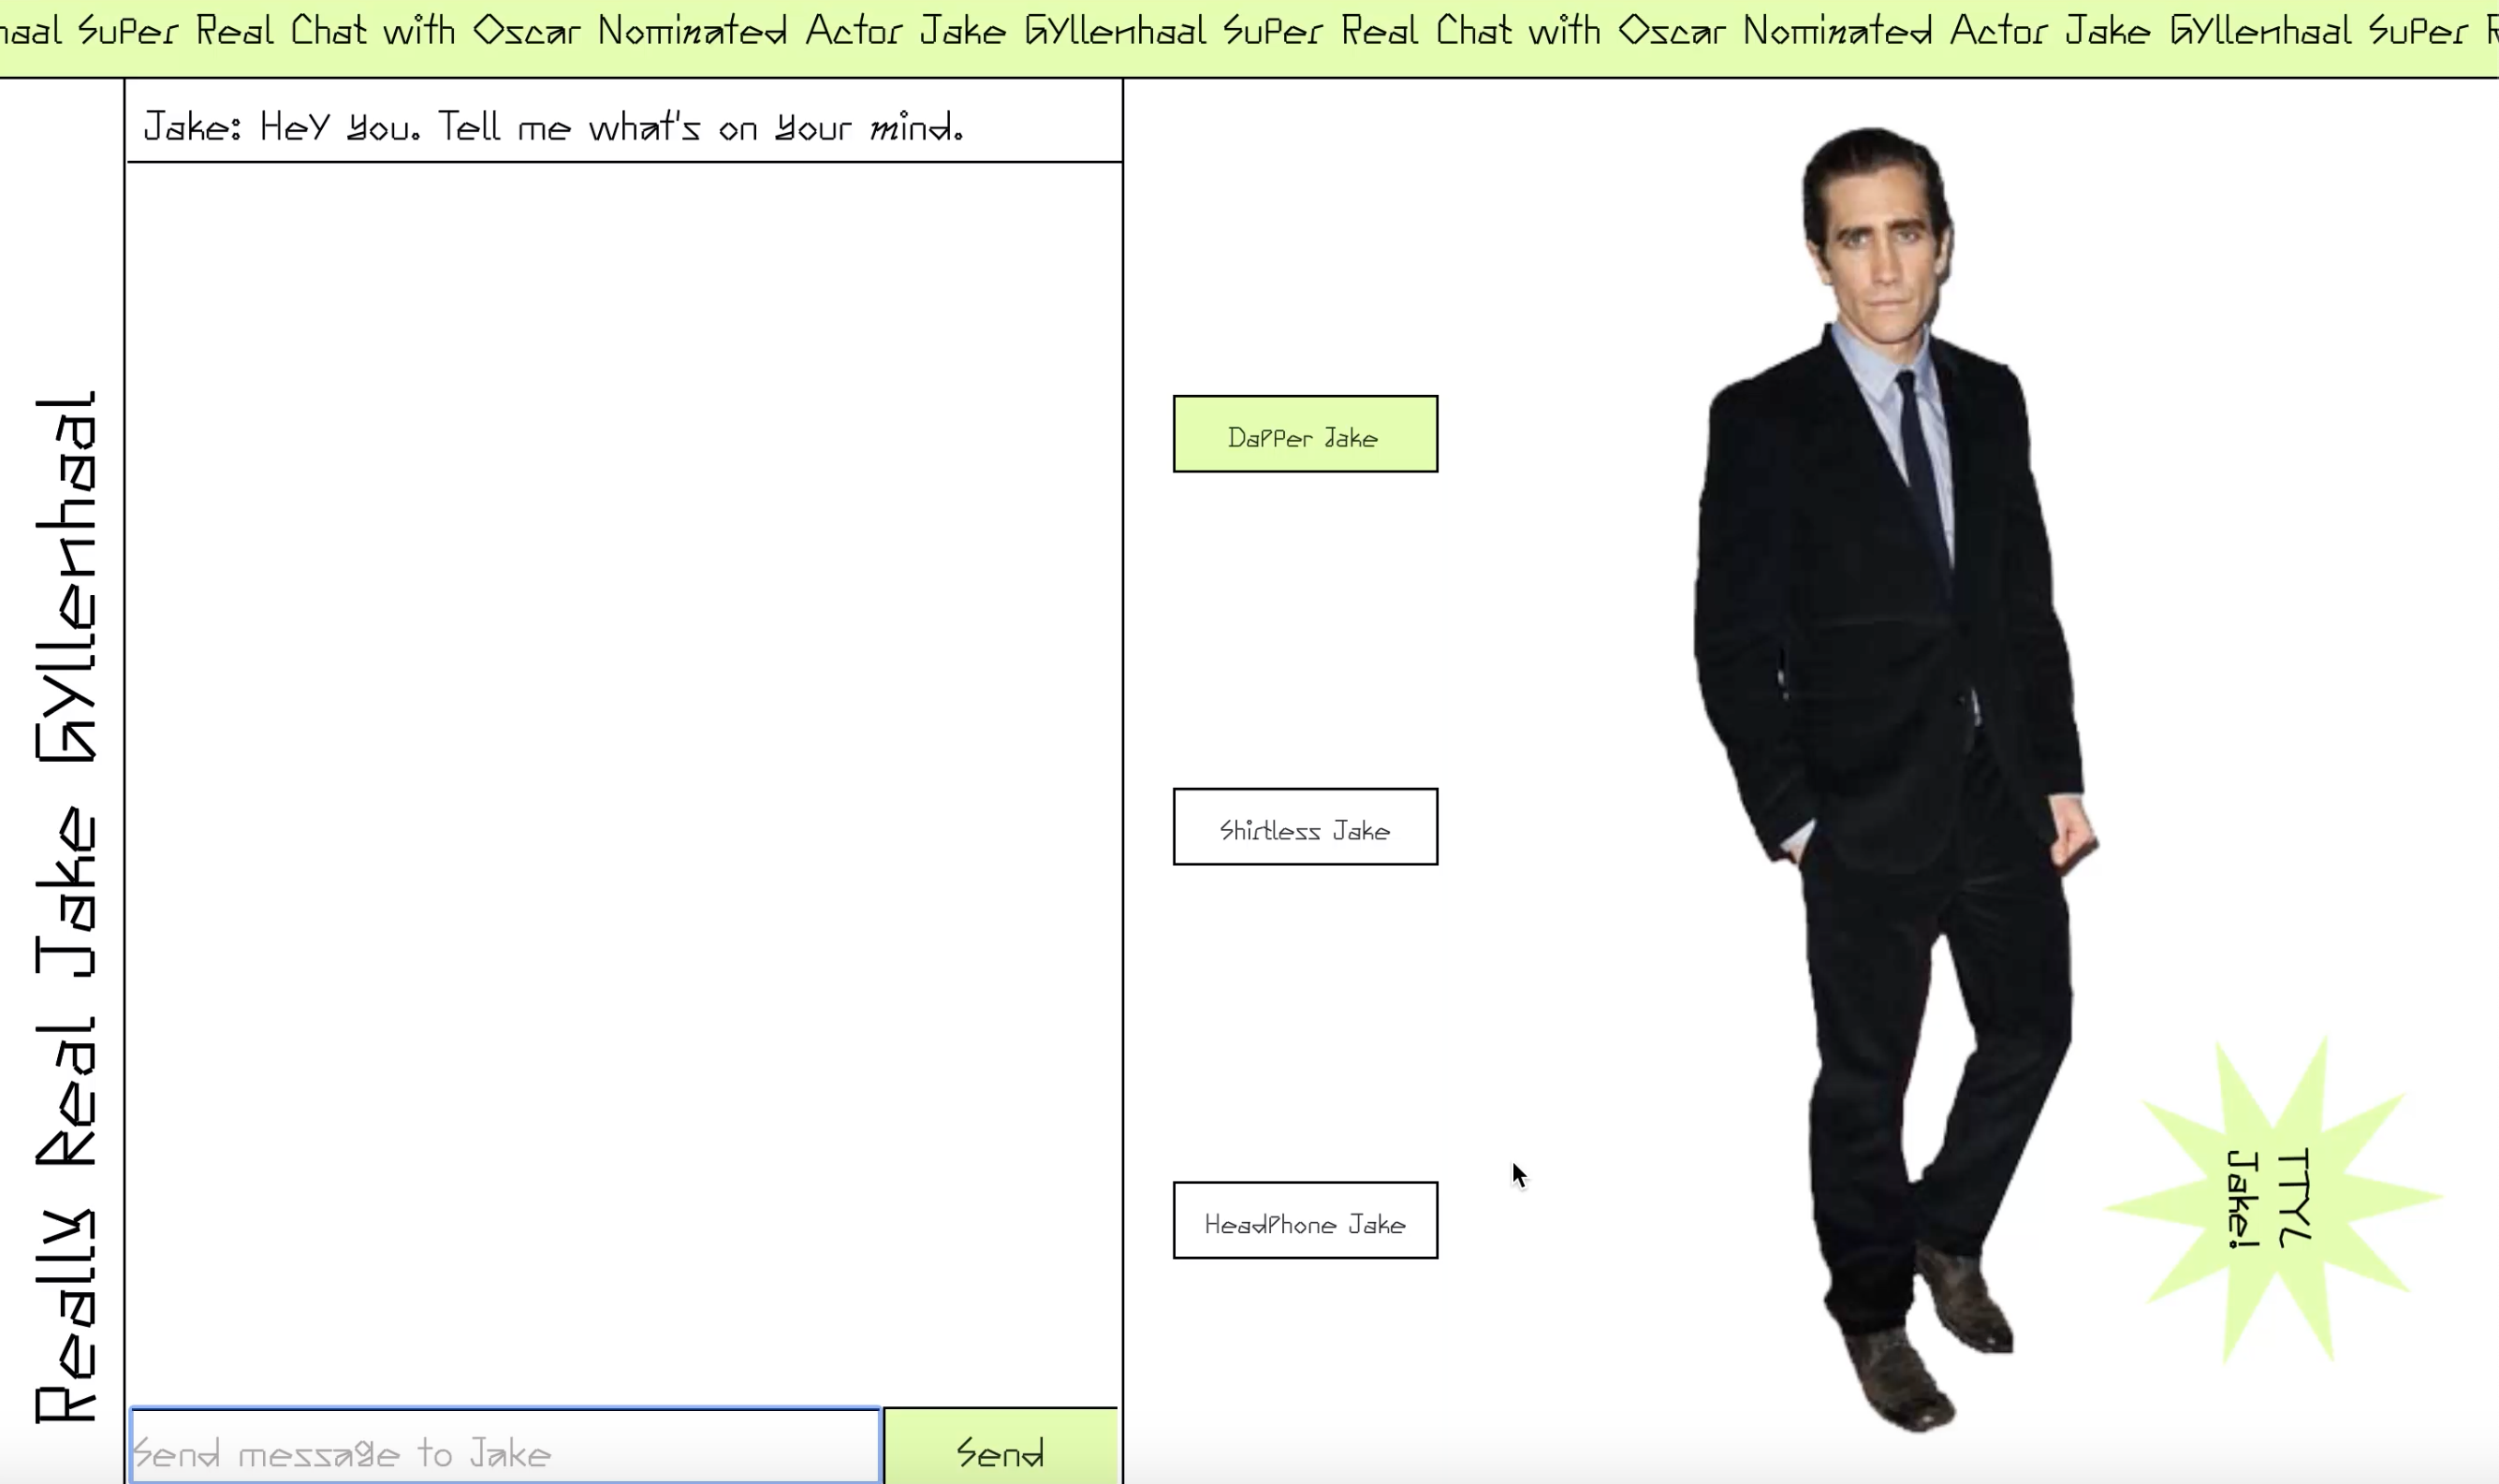 haal Super Real Chat with Oscar Nominated Actor Jake Gyllenhaal Super Real Chat with Oscar Nominated Actor Jake Gyllenhaal Super R
Really Real Jake Gyllenhaal
Jake: Hey you. Tell me what's on your mind.
Dapper Jake
Shirtless Jake
Headphone Jake
TTYL
Jake!
Send message to Jake
Send